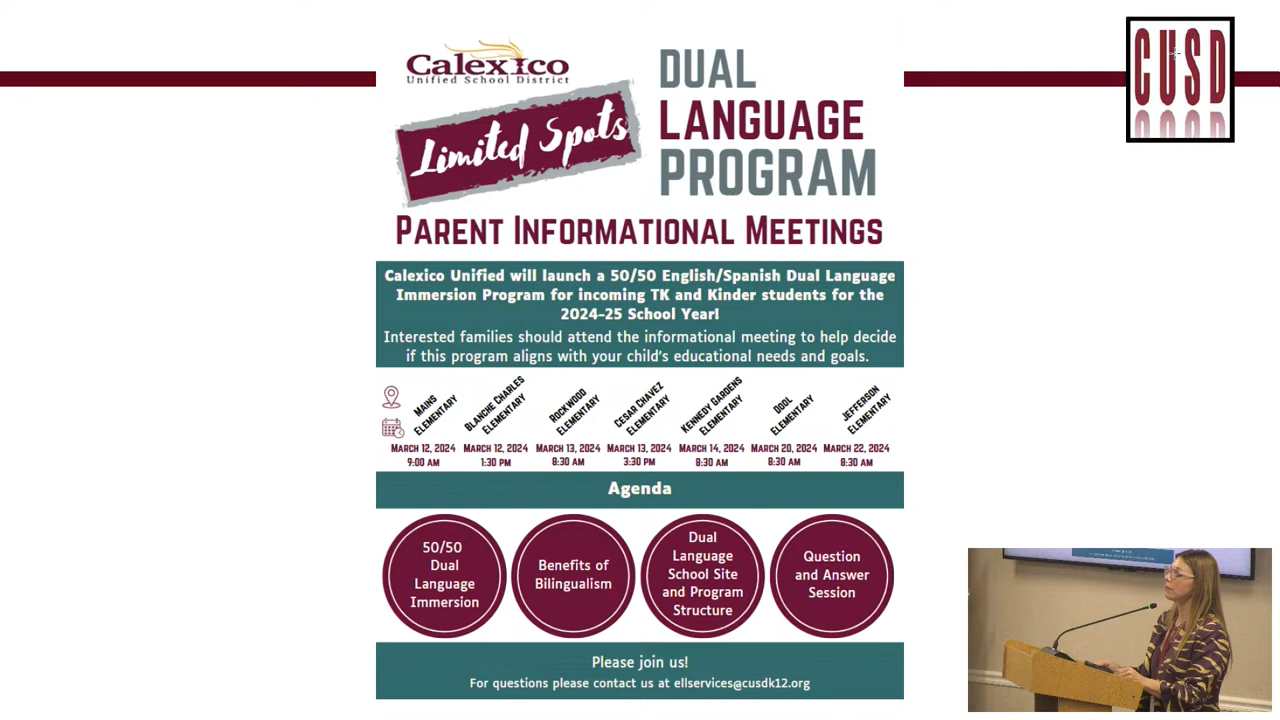 Calexico
Unified School District
Limited Spots
DUAL
LANGUAGE
PROGRAM
CUSD
PARENT INFORMATIONAL MEETINGS
Calexico Unified will launch a 50/50 English/Spanish Dual Language
Immersion Program for incoming TK and Kinder students for the
2024-25 School Year!
Interested families should attend the informational meeting to help decide
if this program aligns with your child's educational needs and goals.
MAINS
ELEMENTARY
MARCH 12, 2024
9:00 AM
BLANCHE CHARLES
ELEMENTARY
MARCH 12, 2024
1:30 PM
ROCKWOOD
ELEMENTARY
MARCH 13, 2024
8:30 AM
CESAR CHAVEZ
ELEMENTARY
MARCH 13, 2024
3:30 PM
KENNEDY GARDENS
ELEMENTARY
MARCH 14, 2024
8:30 AM
DOOL
ELEMENTARY
MARCH 20, 2024
8:30 AM
JEFFERSON
ELEMENTARY
MARCH 22, 2024
8:30 AM
Agenda
50/50
Dual
Language
Immersion
Benefits of
Bilingualism
Dual
Language
School Site
and Program
Structure
Question
and Answer
Session
Please join us!
For questions please contact us at ellservices@cusdk12.org